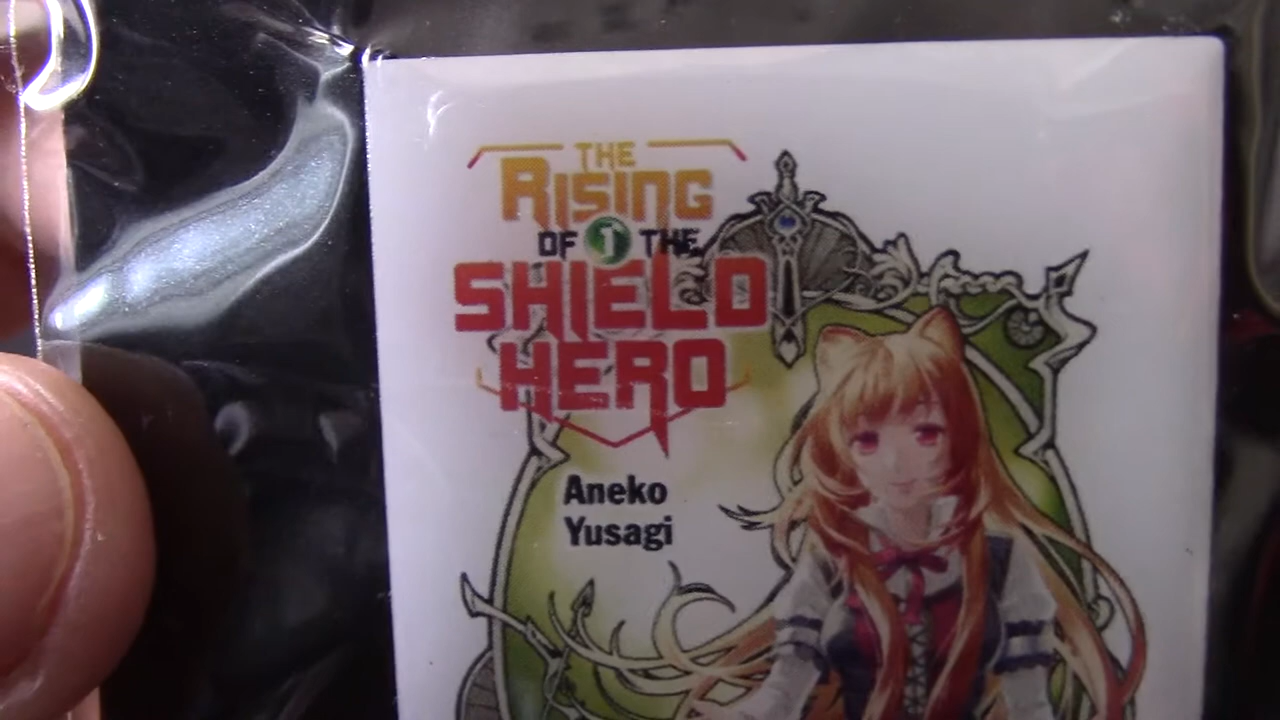 THE
RISING
OF 1 THE
SHIELD
HERO
Aneko
Yusagi